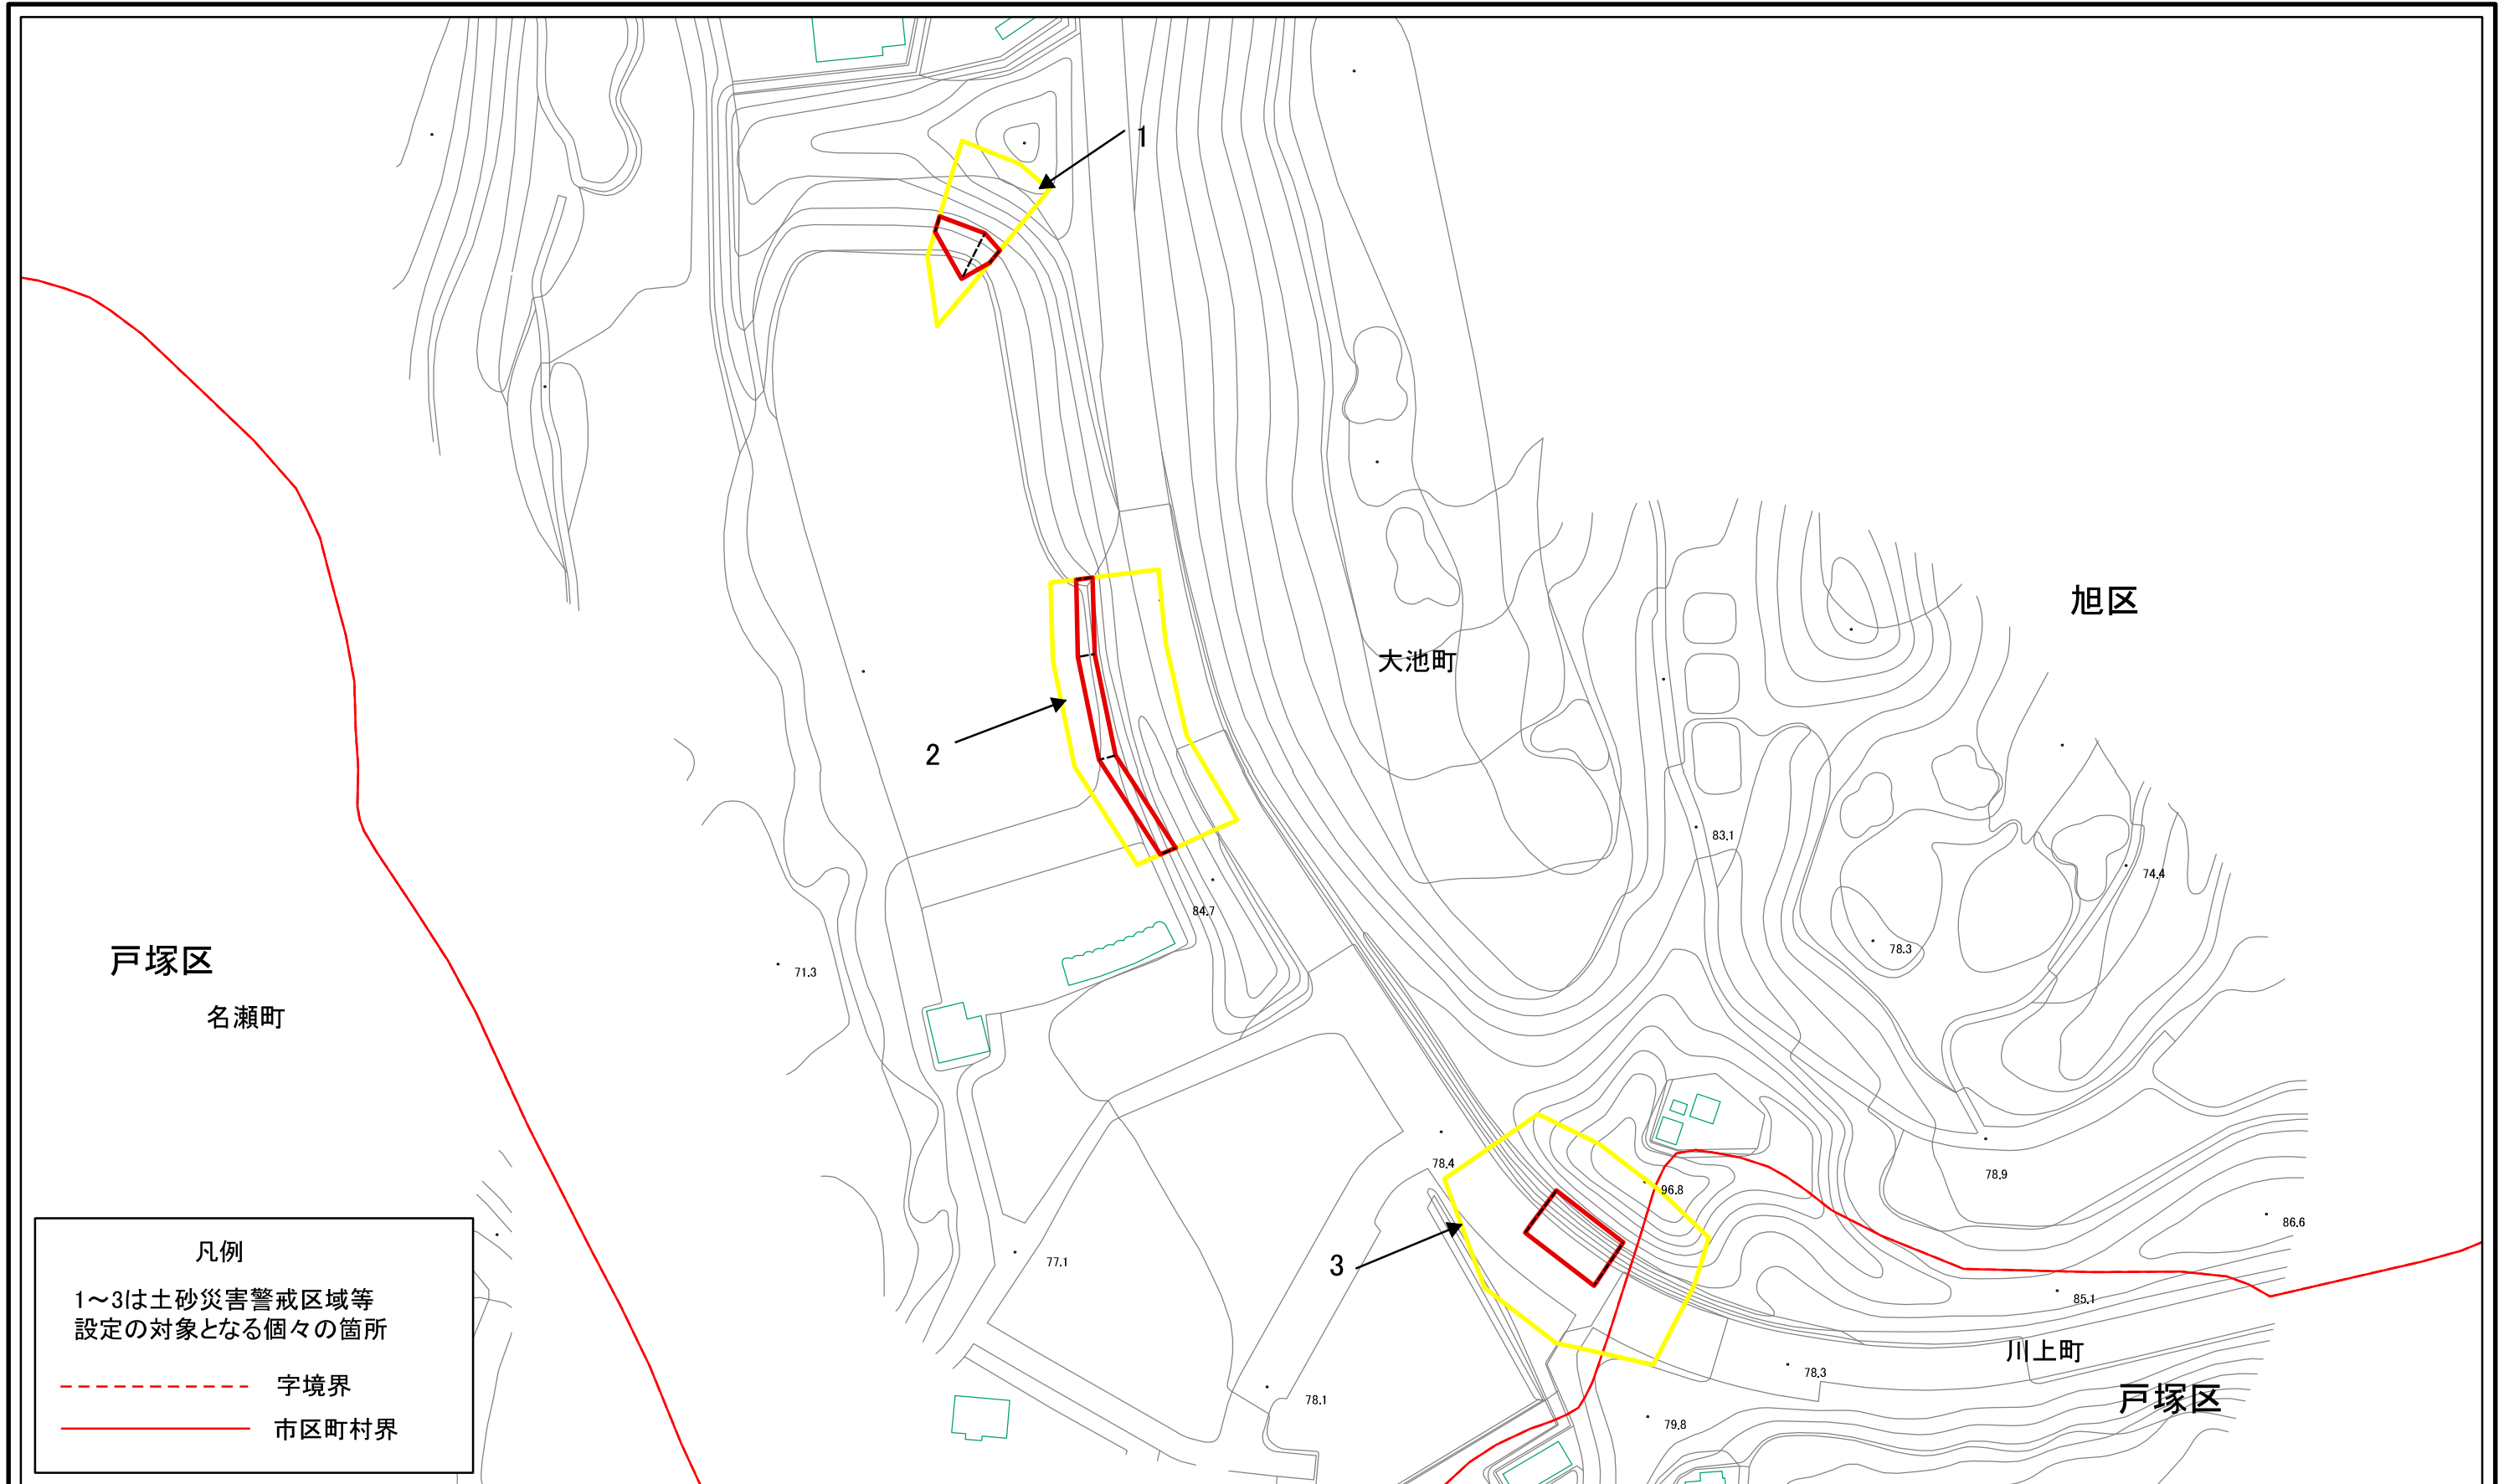 1
旭区
大池町
2
83.1
74.4
84.7
78.3
戸塚区
71.3
名瀬町
78.4
78.9
96.8
86.6
77.1
3
85.1
川上町
78.3
戸塚区
78.1
79.8
凡例
1～3は土砂災害警戒区域等
設定の対象となる個々の箇所
字境界
市区町村界